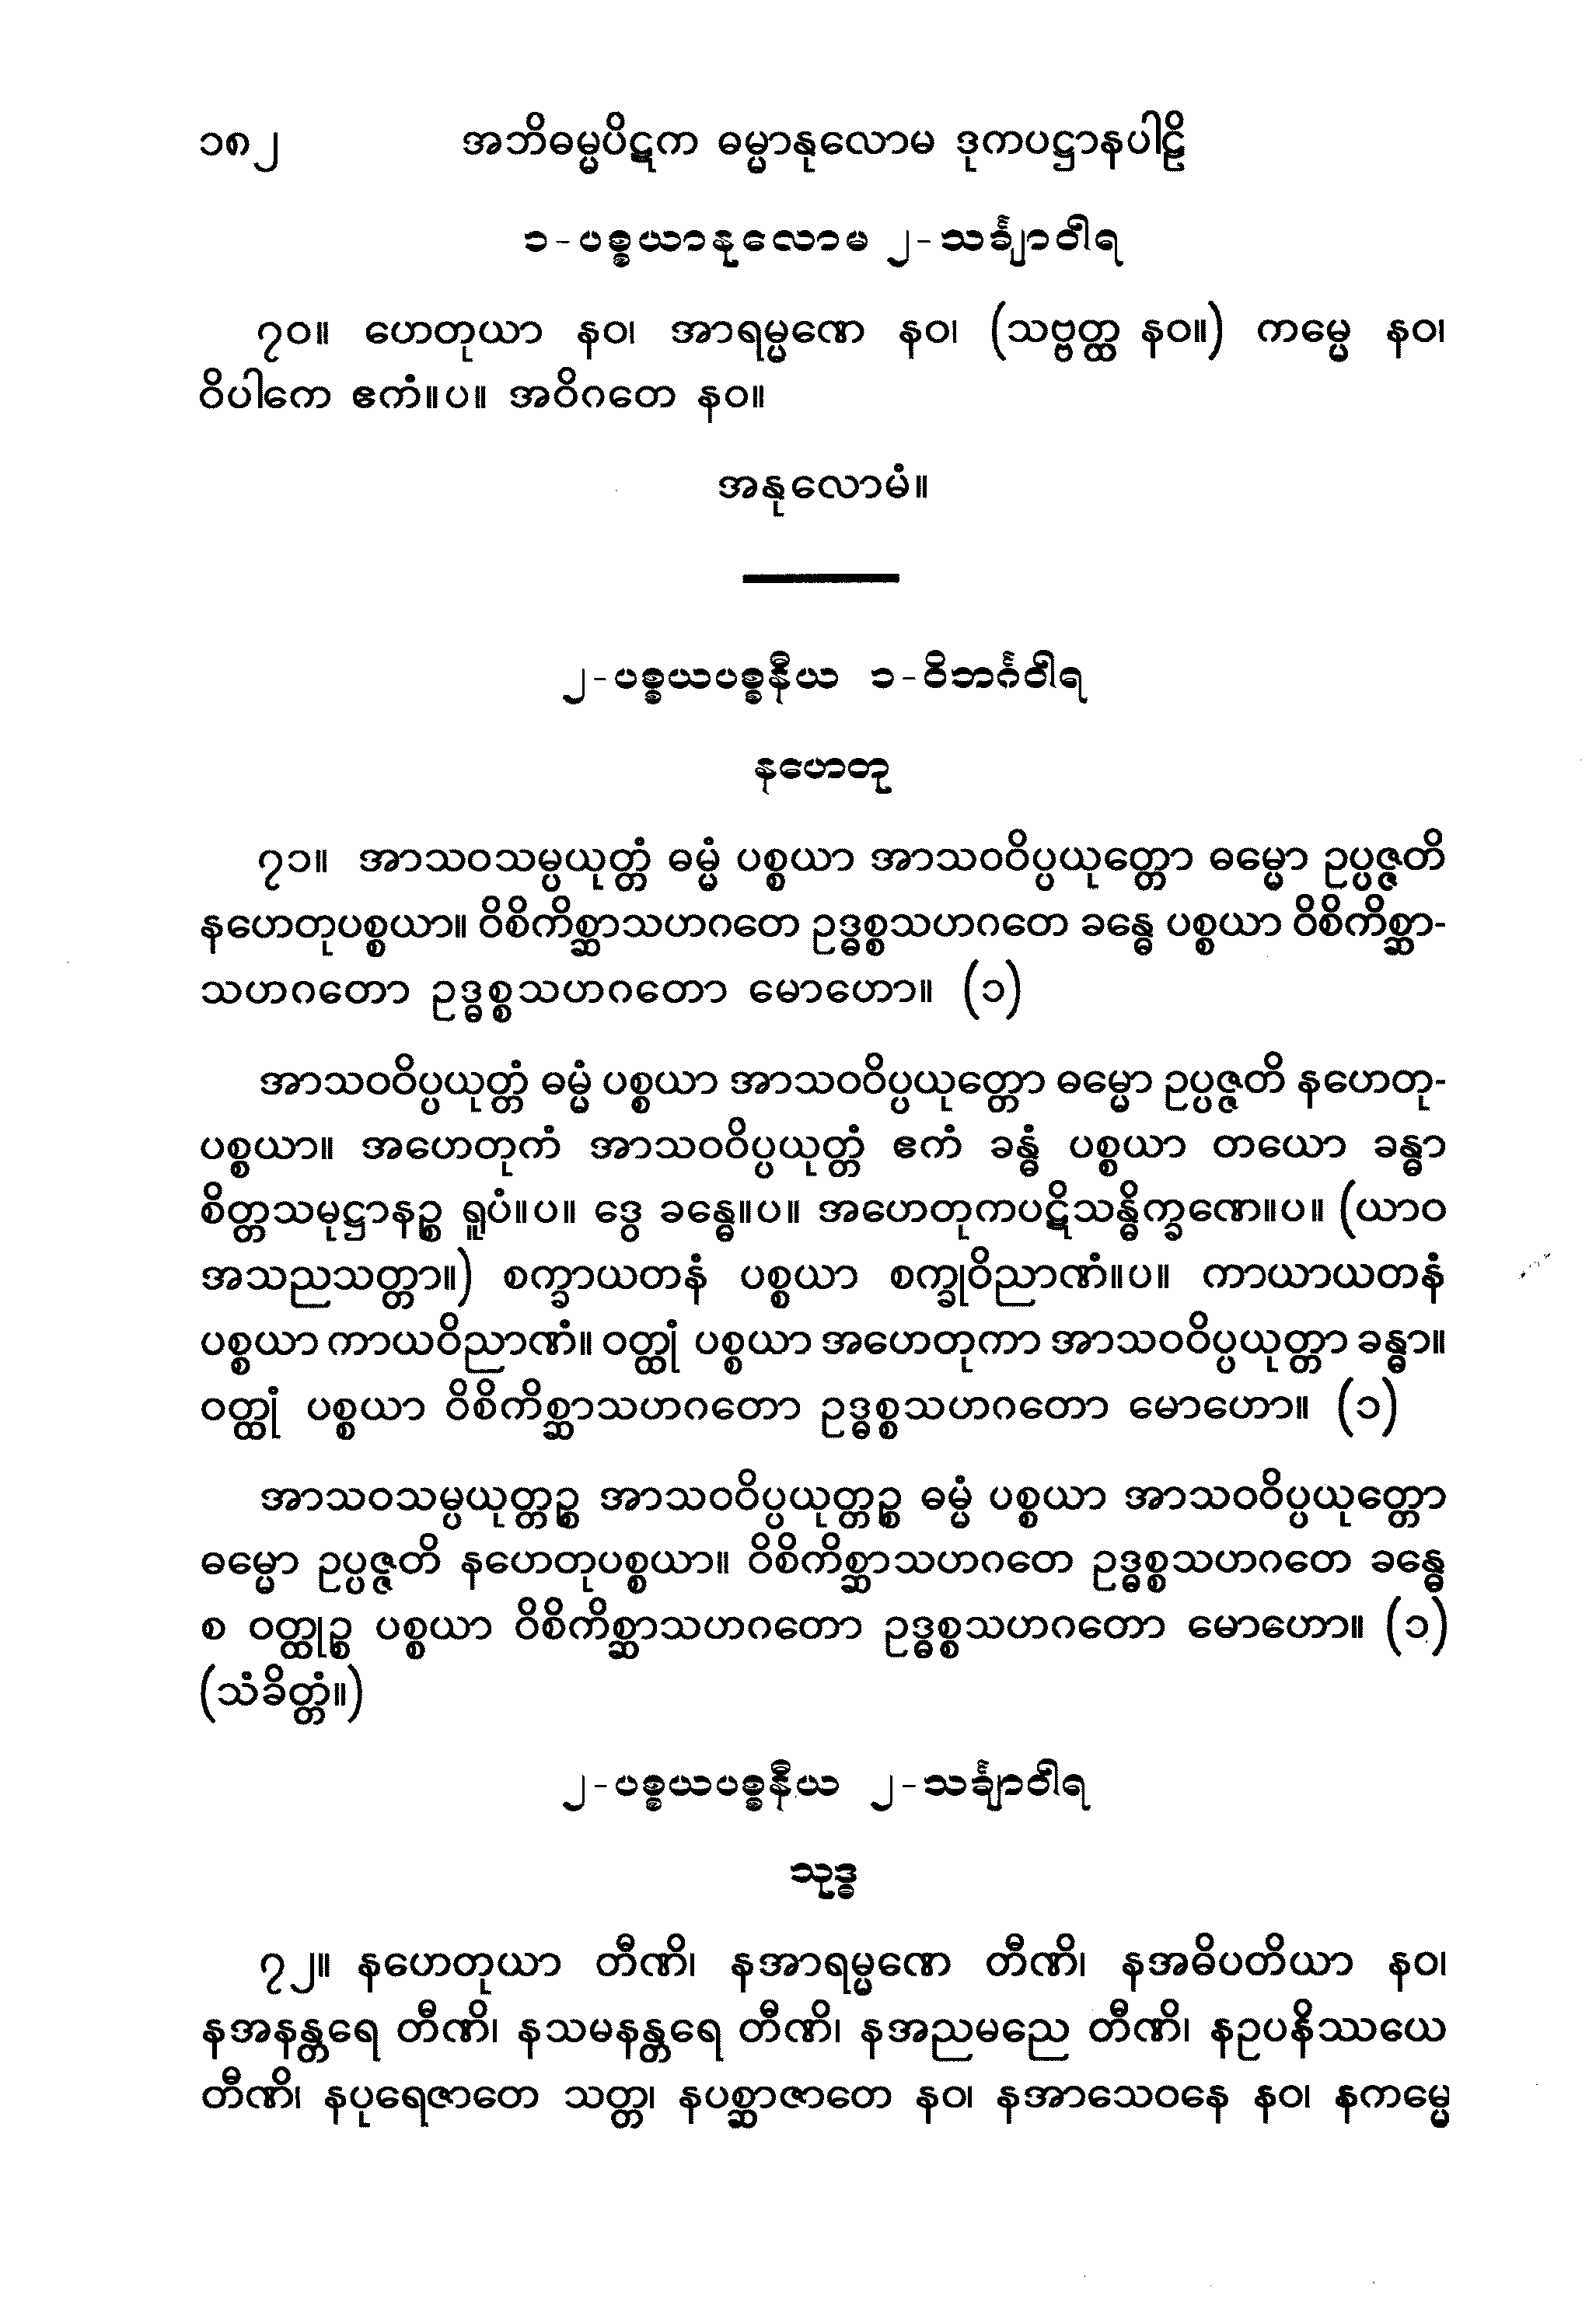 ၁၈၂ အဘိဓမ္မပိဋက ဓမ္မာနုလောမ ဒုကပဋ္ဌာနပါဠိ
၁-ပစ္စယာနုလောမ ၂-သင်္ချာဝါရ
၇၀။ ဟေတုယာ နဝ၊ အာရမ္မဏေ နဝ၊ (သဗ္ဗတ္ထ နဝ။) ကမ္မေ နဝ၊
ဝိပါကေ ဧကံ။ပ။ အဝိဂတေ နဝ။
အနုလောမံ။
၂-ပစ္စယပစ္စနီယ ၁-ဝိဘင်္ဂဝါရ
နဟေတု
၇၁။ အာသဝသမ္ပယုတ္တံ ဓမ္မံ ပစ္စယာ အာသဝဝိပ္ပယုတ္တော ဓမ္မော ဥပ္ပဇ္ဇတိ
နဟေတုပစ္စယာ။ ဝိစိကိစ္ဆာသဟဂတေ ဥဒ္ဓစ္စသဟဂတေ ခန္ဓေ ပစ္စယာ ဝိစိကိစ္ဆာ-
သဟဂတော ဥဒ္ဓစ္စသဟဂတော မောဟော။ (၁)
အာသဝဝိပ္ပယုတ္တံ ဓမ္မံ ပစ္စယာ အာသဝဝိပ္ပယုတ္တော ဓမ္မော ဥပ္ပဇ္ဇတိ နဟေတု-
ပစ္စယာ။ အဟေတုကံ အာသဝဝိပ္ပယုတ္တံ ဧကံ ခန္ဓံ ပစ္စယာ တယော ခန္ဓာ
စိတ္တသမုဋ္ဌာနဉ္စ ရူပံ။ပ။ ဒွေ ခန္ဓေ။ပ။ အဟေတုကပဋိသန္ဓိက္ခဏေ။ပ။ (ယာဝ
အသညသတ္တာ။) စက္ခာယတနံ ပစ္စယာ စက္ခုဝိညာဏံ။ပ။ ကာယာယတနံ
ပစ္စယာ ကာယဝိညာဏံ။ ဝတ္ထုံ ပစ္စယာ အဟေတုကာ အာသဝဝိပ္ပယုတ္တာ ခန္ဓာ။
ဝတ္ထုံ ပစ္စယာ ဝိစိကိစ္ဆာသဟဂတော ဥဒ္ဓစ္စသဟဂတော မောဟော။ (၁)
အာသဝသမ္ပယုတ္တဉ္စ အာသဝဝိပ္ပယုတ္တဉ္စ ဓမ္မံ ပစ္စယာ အာသဝဝိပ္ပယုတ္တော
ဓမ္မော ဥပ္ပဇ္ဇတိ နဟေတုပစ္စယာ။ ဝိစိကိစ္ဆာသဟဂတေ ဥဒ္ဓစ္စသဟဂတေ ခန္ဓေ
စ ဝတ္ထုဉ္စ ပစ္စယာ ဝိစိကိစ္ဆာသဟဂတော ဥဒ္ဓစ္စသဟဂတော မောဟော။ (၁)
(သံခိတ္တံ။)
၂-ပစ္စယပစ္စနီယ ၂-သင်္ချာဝါရ
သုဒ္ဓ
၇၂။ နဟေတုယာ တီဏိ၊ နအာရမ္မဏေ တီဏိ၊ နအဓိပတိယာ နဝ၊
နအနန္တရေ တီဏိ၊ နသမနန္တရေ တီဏိ၊ နအညမညေ တီဏိ၊ နဥပနိဿယေ
တီဏိ၊ နပုရေဇာတေ သတ္တ၊ နပစ္ဆာဇာတေ နဝ၊ နအာသေဝနေ နဝ၊ နကမ္မေ